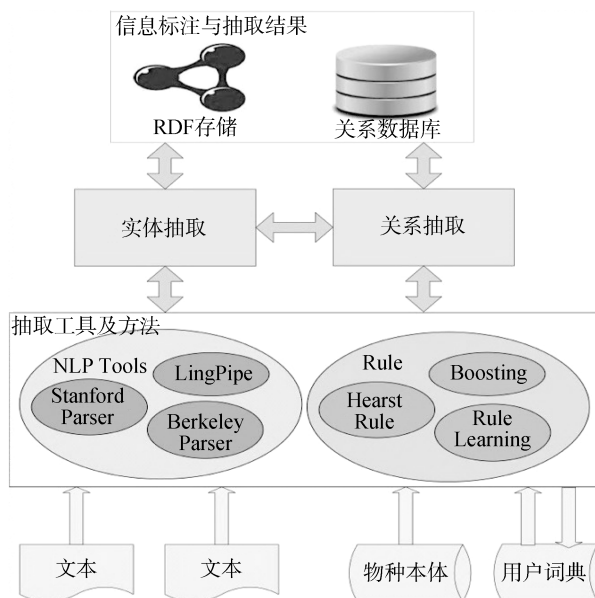 信息标注与抽取结果
RDF存储
关系数据库
实体抽取
关系抽取
抽取工具及方法
NLP Tools
LingPipe
Stanford
Parser
Berkeley
Parser
Rule
Boosting
Hearst
Rule
Rule
Learning
文本
文本
物种本体
用户词典